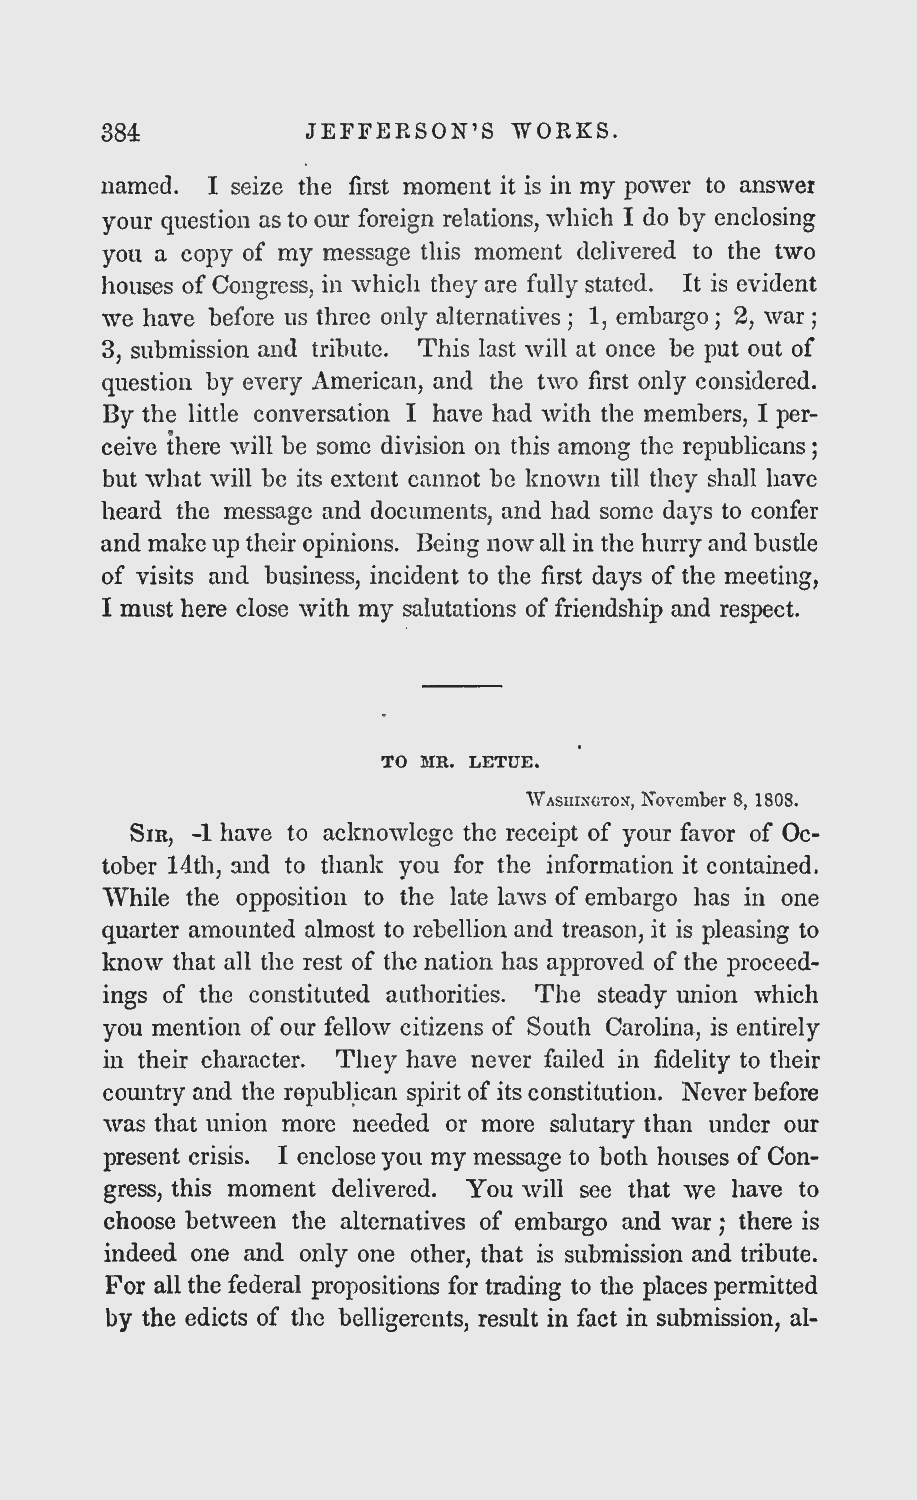 384 JEFFERSON'S WORKS.
named. I seize the first moment it is in my power to answer
your question as to our foreign relations, which I do by enclosing
you a copy of my message this moment delivered to the two
houses of Congress, in which they are fully stated. It is evident
we have before us three only alternatives; 1, embargo; 2, war;
3, submission and tribute. This last will at once be put out of
question by every American, and the two first only considered.
By the little conversation I have had with the members, I per-
ceive there will be some division on this among the republicans;
but what will be its extent cannot be known till they shall have
heard the message and documents, and had some days to confer
and make up their opinions. Being now all in the hurry and bustle
of visits and business, incident to the first days of the meeting,
I must here close with my salutations of friendship and respect.
TO MR. LETUE.
WASHINGTON, November 8, 1808.
SIR, -I have to acknowlege the receipt of your favor of Oc-
tober 14th, and to thank you for the information it contained.
While the opposition to the late laws of embargo has in one
quarter amounted almost to rebellion and treason, it is pleasing to
know that all the rest of the nation has approved of the proceed-
ings of the constituted authorities. The steady union which
you mention of our fellow citizens of South Carolina, is entirely
in their character. They have never failed in fidelity to their
country and the republican spirit of its constitution. Never before
was that union more needed or more salutary than under our
present crisis. I enclose you my message to both houses of Con-
gress, this moment delivered. You will see that we have to
choose between the alternatives of embargo and war; there is
indeed one and only one other, that is submission and tribute.
For all the federal propositions for trading to the places permitted
by the edicts of the belligerents, result in fact in submission, al-